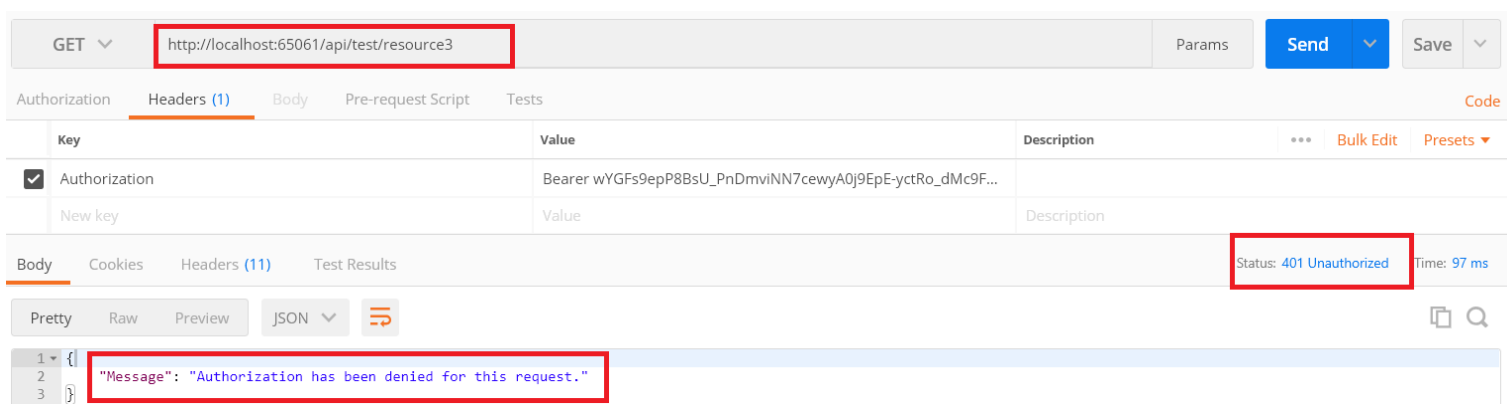 GET http://localhost:65061/api/test/resource3 Params Send Save
Authorization Headers (1) Body Pre-request Script Tests Code
Key Value Description ••• Bulk Edit Presets
Authorization Bearer wYGFs9epP8BsU_PnDmviNN7cewyA0j9EpE-yctRo_dMc9F...
New key Value Description
Body Cookies Headers (11) Test Results Status: 401 Unauthorized Time: 97 ms
Pretty Raw Preview JSON
1 {
2 "Message": "Authorization has been denied for this request."
3 }